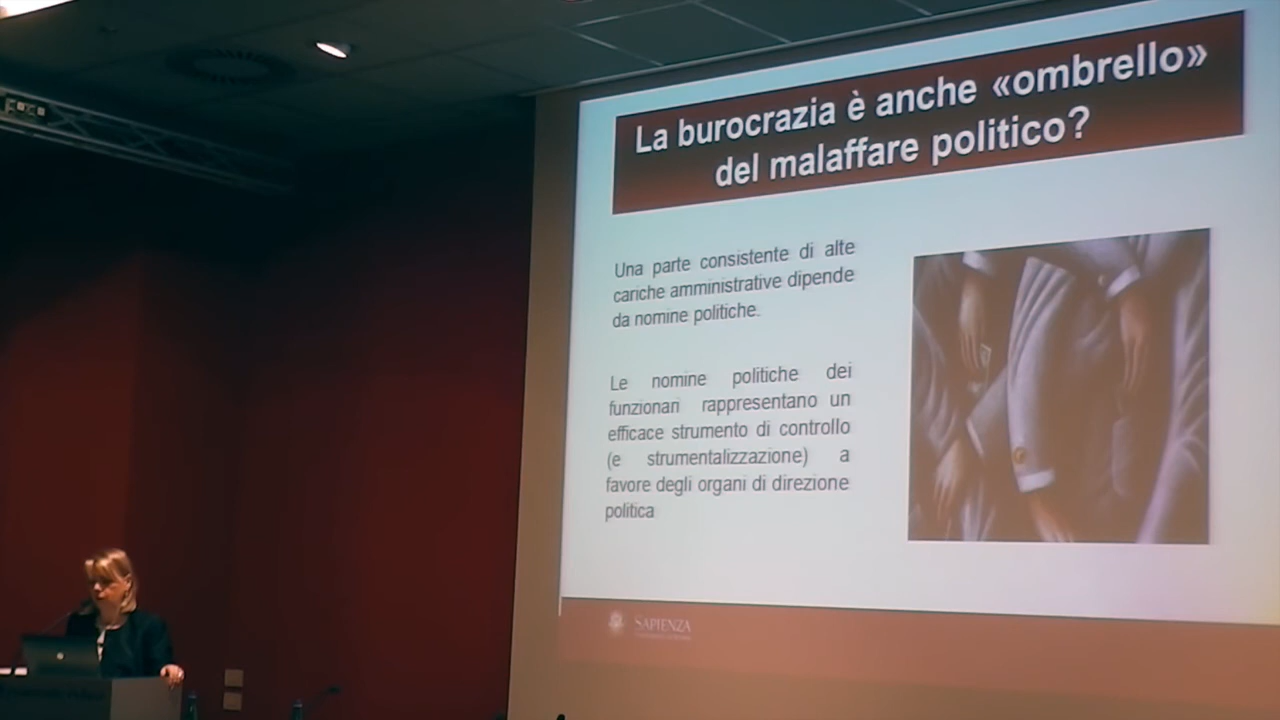 La burocrazia è anche «ombrello»
del malaffare politico?
Una parte consistente di alte
cariche amministrative dipende
da nomine politiche.
Le nomine politiche dei
funzionari rappresentano un
efficace strumento di controllo
(e strumentalizzazione) a
favore degli organi di direzione
politica
SAPIENZA